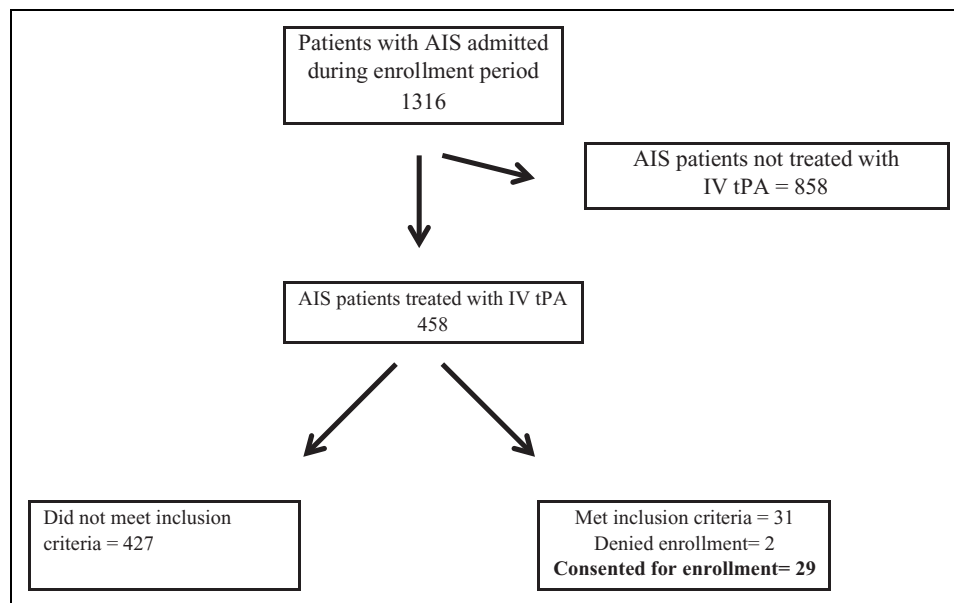 Patients with AIS admitted
during enrollment period
1316
AIS patients not treated with
IV tPA = 858
AIS patients treated with IV tPA
458
Did not meet inclusion
criteria = 427
Met inclusion criteria = 31
Denied enrollment= 2
Consented for enrollment= 29